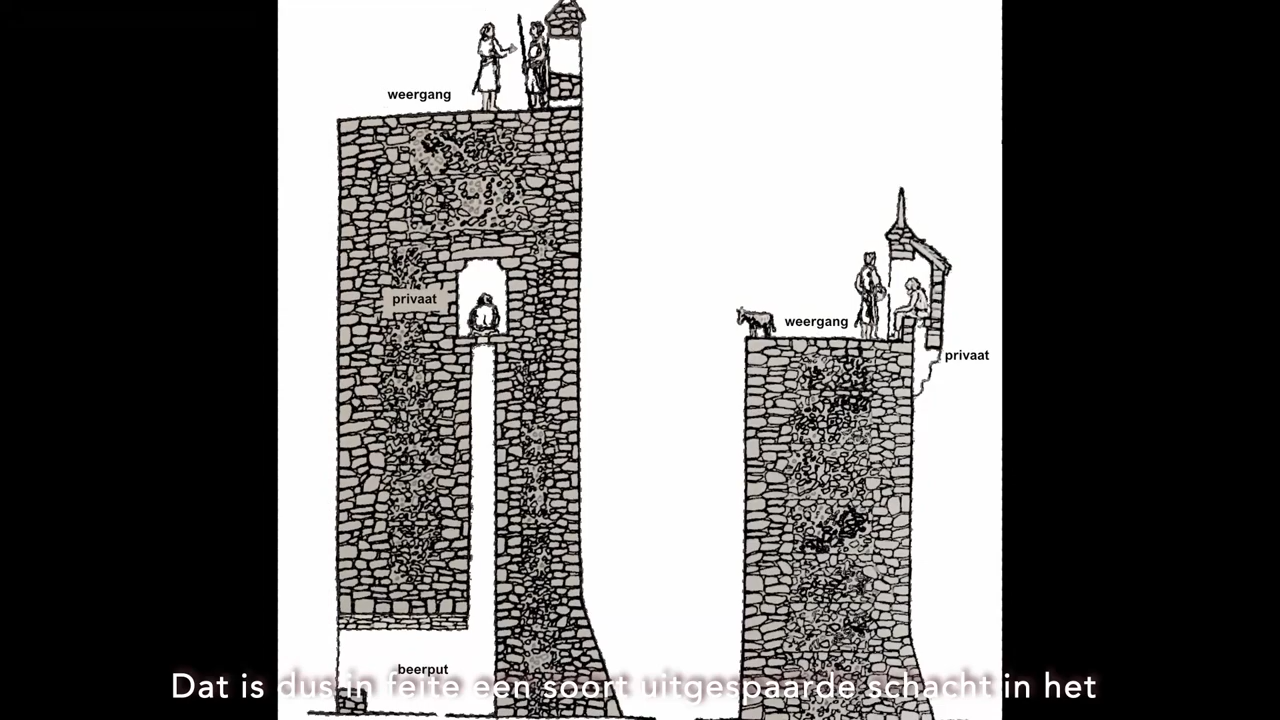 weergang
privaat
weergang
privaat
beerput
Dat is dus in feite een soort uitgespaarde schacht in het